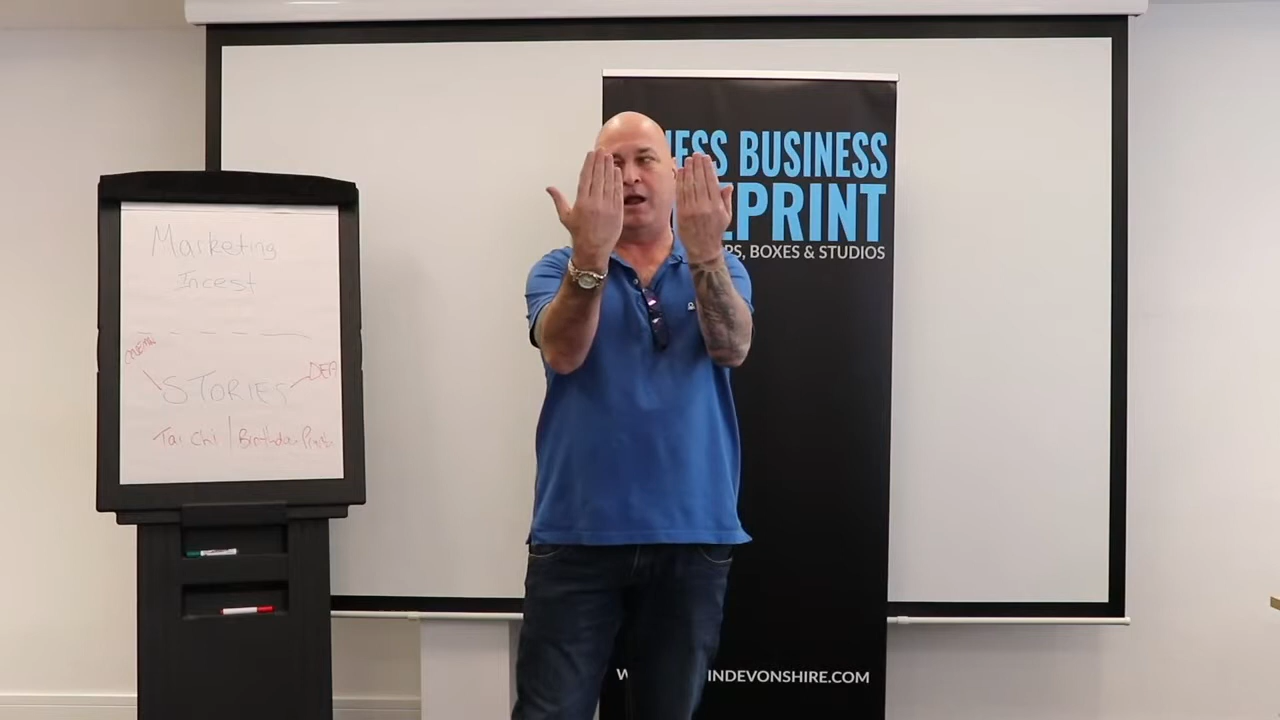 Marketing
Incest
STORIES
Tai Chi
NESS BUSINESS
PRINT
PS, BOXES & STUDIOS
INDEVONSHIRE.COM